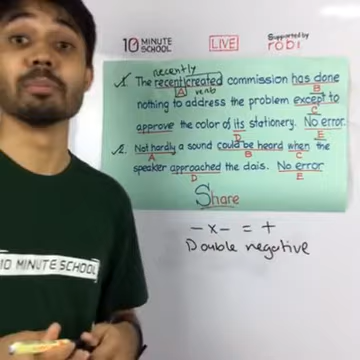 10 MINUTE SCHOOL
LIVE
Supported by
robi
recently
1. The recent created commission has done
A verb B
nothing to address the problem except to
C
approve the color of its stationery. No error.
D E
2. Not hardly a sound could be heard when the
A B C
speaker approached the dais. No error
D E
Share
- x - = +
Double negative
10 MINUTE SCHOOL